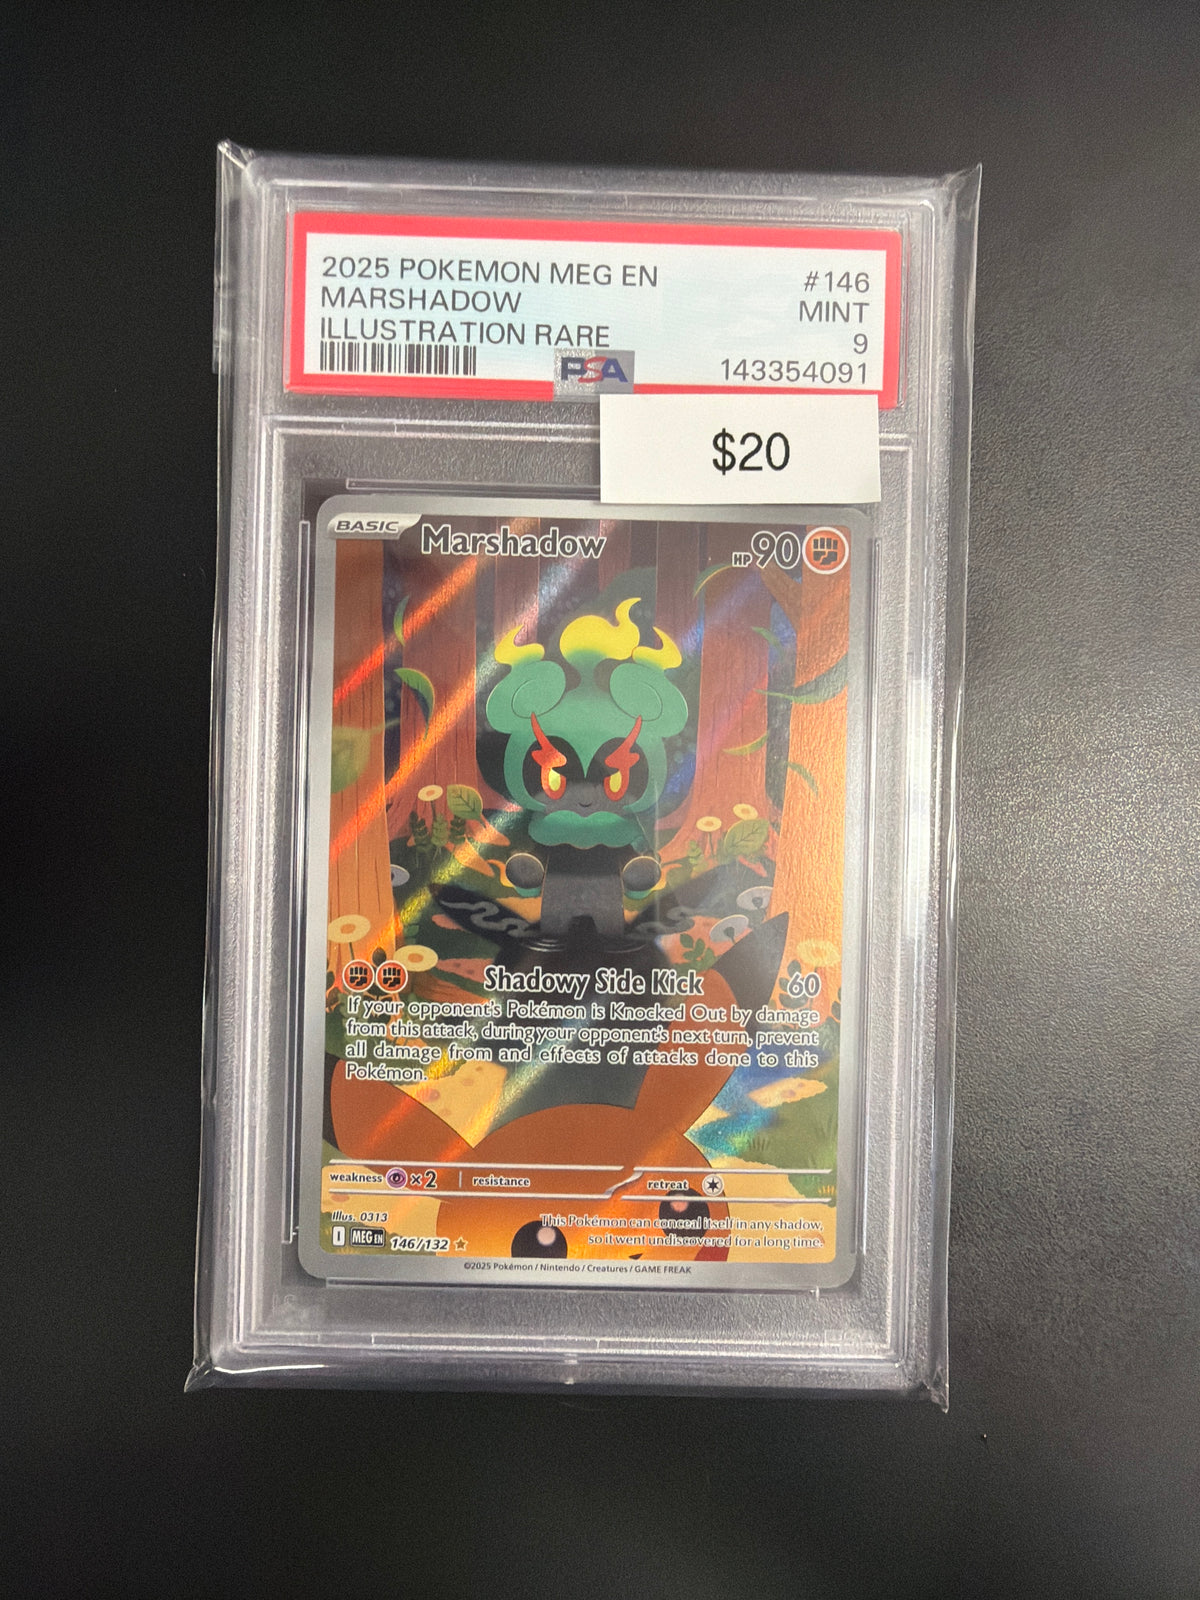 2025 POKEMON MEG EN #146
MARSHADOW MINT
ILLUSTRATION RARE 9
PSA 143354091
$20
BASIC Marshadow HP 90
Shadowy Side Kick 60
If your opponent's Pokémon is Knocked Out by damage
from this attack, during your opponent's next turn, prevent
all damage from and effects of attacks done to this
Pokémon.
weakness ×2 resistance retreat
Illus. 0313
This Pokémon can conceal itself in any shadow,
so it went undiscovered for a long time.
I MEG EN 146/132
©2025 Pokémon / Nintendo / Creatures / GAME FREAK